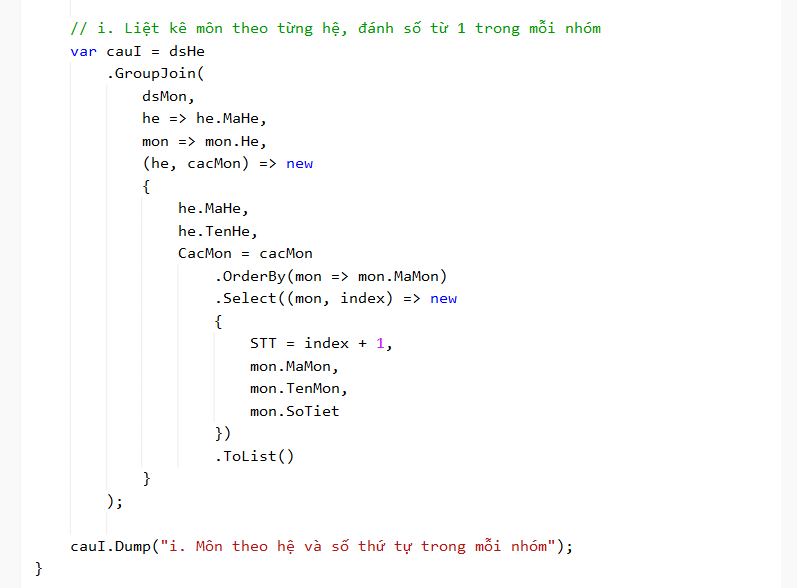 // i. Liệt kê môn theo từng hệ, đánh số từ 1 trong mỗi nhóm
var cauI = dsHe
.GroupJoin(
dsMon,
he => he.MaHe,
mon => mon.He,
(he, cacMon) => new
{
he.MaHe,
he.TenHe,
CacMon = cacMon
.OrderBy(mon => mon.MaMon)
.Select((mon, index) => new
{
STT = index + 1,
mon.MaMon,
mon.TenMon,
mon.SoTiet
})
.ToList()
}
);
cauI.Dump("i. Môn theo hệ và số thứ tự trong mỗi nhóm");
}